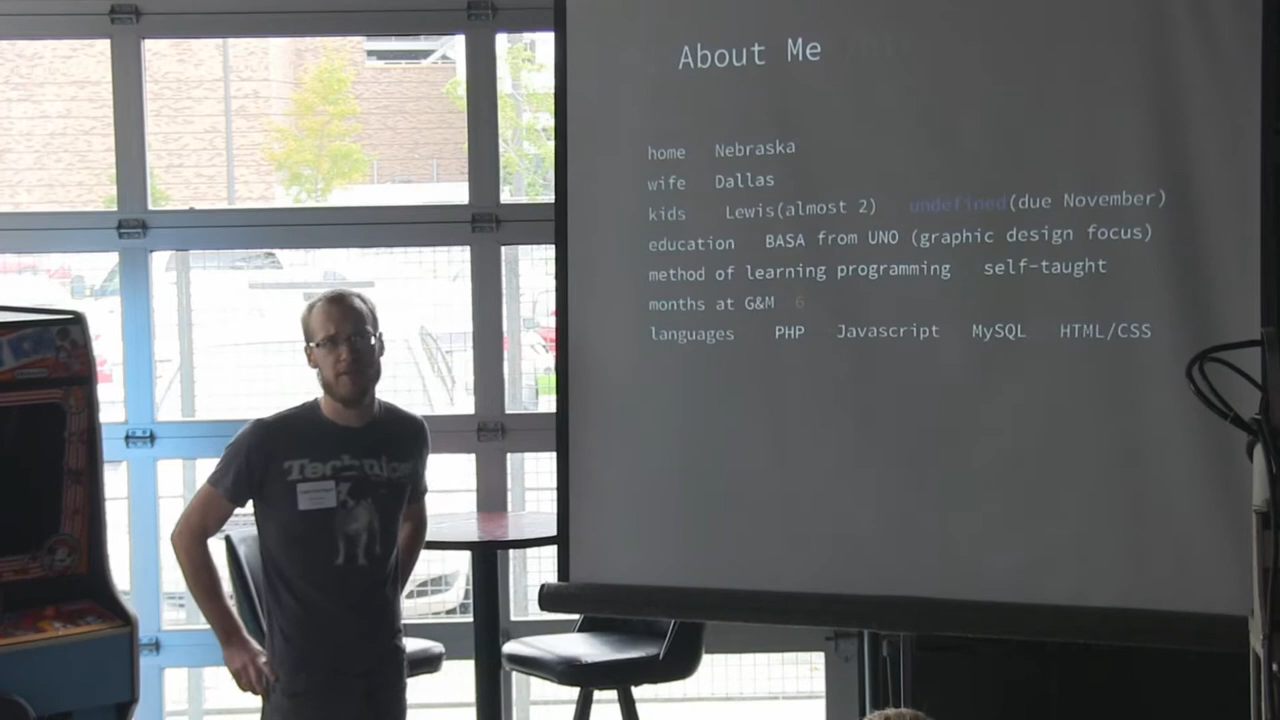 About Me
home Nebraska
wife Dallas
kids Lewis(almost 2) undefined(due November)
education BASA from UNO (graphic design focus)
method of learning programming self-taught
months at G&M 6
languages PHP Javascript MySQL HTML/CSS